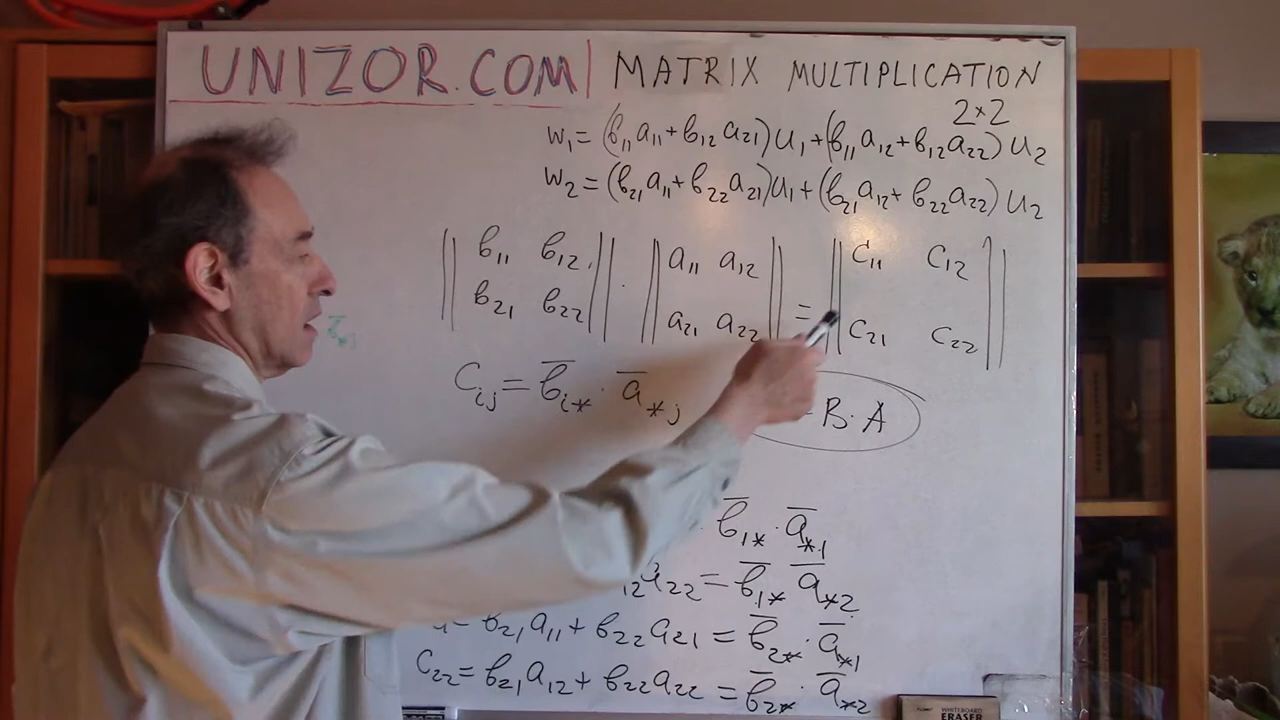 UNIZOR.COM | MATRIX MULTIPLICATION
2×2
w₁=(b₁₁a₁₁+b₁₂a₂₁)u₁+(b₁₁a₁₂+b₁₂a₂₂)u₂
w₂=(b₂₁a₁₁+b₂₂a₂₁)u₁+(b₂₁a₁₂+b₂₂a₂₂)u₂
‖b₁₁ b₁₂‖ · ‖a₁₁ a₁₂‖ = ‖c₁₁ c₁₂‖
‖b₂₁ b₂₂‖ ‖a₂₁ a₂₂‖ ‖c₂₁ c₂₂‖
Cᵢⱼ= b̅ᵢ* · a̅*ⱼ
B·A
b̅₁* · a̅*₁
₁₂a₂₂= b̅₁* a̅*₂
= b₂₁a₁₁+b₂₂a₂₁= b̅₂* · a̅*₁
C₂₂= b₂₁a₁₂+b₂₂a₂₂= b̅₂* · a̅*₂
WHITEBOARD
ERASER